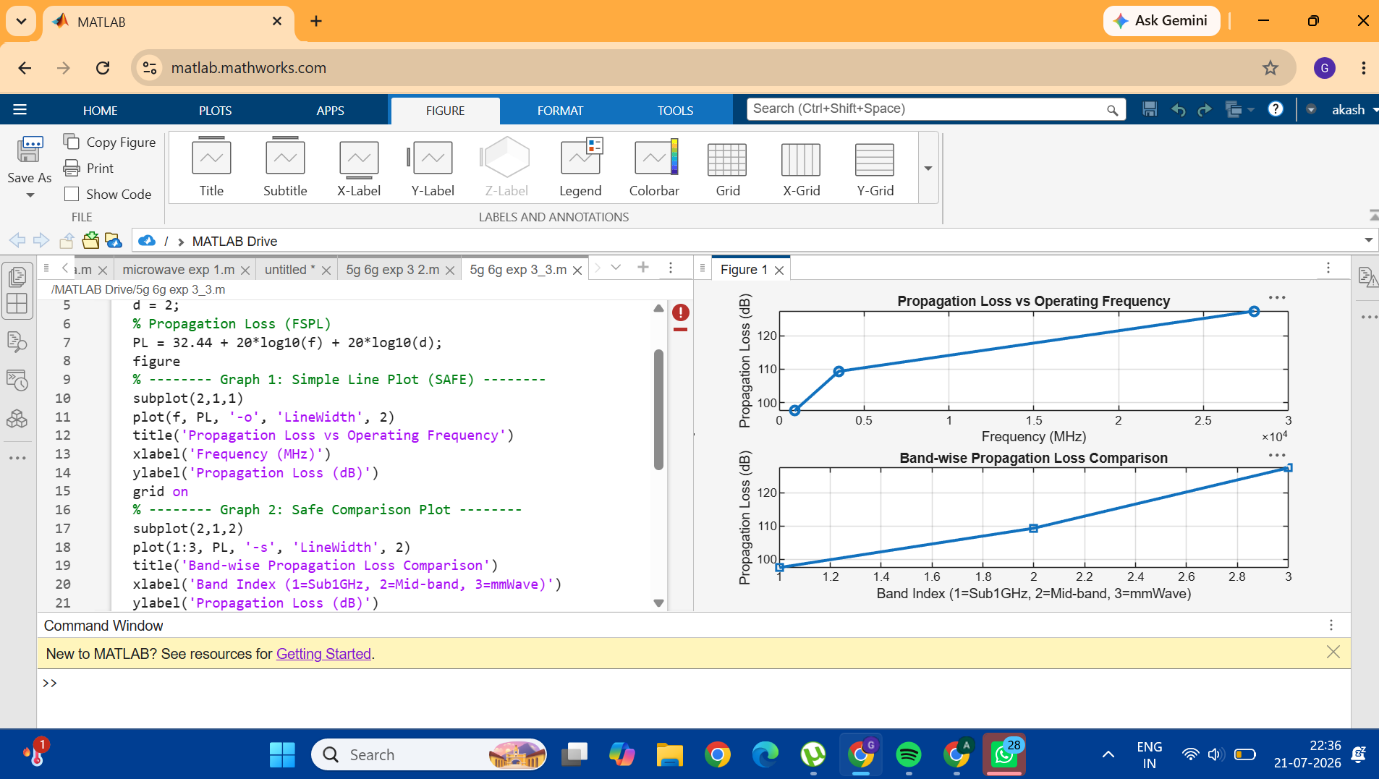 MATLAB
Ask Gemini
matlab.mathworks.com
G
HOME
PLOTS
APPS
FIGURE
FORMAT
TOOLS
Search (Ctrl+Shift+Space)
akash
Save As
Copy Figure
Print
Show Code
FILE
Title
Subtitle
X-Label
Y-Label
Z-Label
Legend
Colorbar
Grid
X-Grid
Y-Grid
LABELS AND ANNOTATIONS
/ > MATLAB Drive
a.m
microwave exp 1.m
untitled *
5g 6g exp 3 2.m
5g 6g exp 3_3.m
/MATLAB Drive/5g 6g exp 3_3.m
5 d = 2;
6 % Propagation Loss (FSPL)
7 PL = 32.44 + 20*log10(f) + 20*log10(d);
8 figure
9 % -------- Graph 1: Simple Line Plot (SAFE) --------
10 subplot(2,1,1)
11 plot(f, PL, '-o', 'LineWidth', 2)
12 title('Propagation Loss vs Operating Frequency')
13 xlabel('Frequency (MHz)')
14 ylabel('Propagation Loss (dB)')
15 grid on
16 % -------- Graph 2: Safe Comparison Plot --------
17 subplot(2,1,2)
18 plot(1:3, PL, '-s', 'LineWidth', 2)
19 title('Band-wise Propagation Loss Comparison')
20 xlabel('Band Index (1=Sub1GHz, 2=Mid-band, 3=mmWave)')
21 ylabel('Propagation Loss (dB)')
Figure 1
Propagation Loss vs Operating Frequency
Propagation Loss (dB)
120
110
100
0 0.5 1 1.5 2 2.5 3
Frequency (MHz)
×10⁴
Band-wise Propagation Loss Comparison
Propagation Loss (dB)
120
110
100
1 1.2 1.4 1.6 1.8 2 2.2 2.4 2.6 2.8 3
Band Index (1=Sub1GHz, 2=Mid-band, 3=mmWave)
Command Window
New to MATLAB? See resources for Getting Started.
>>
1
Search
G
A
28
ENG
IN
22:36
21-07-2026